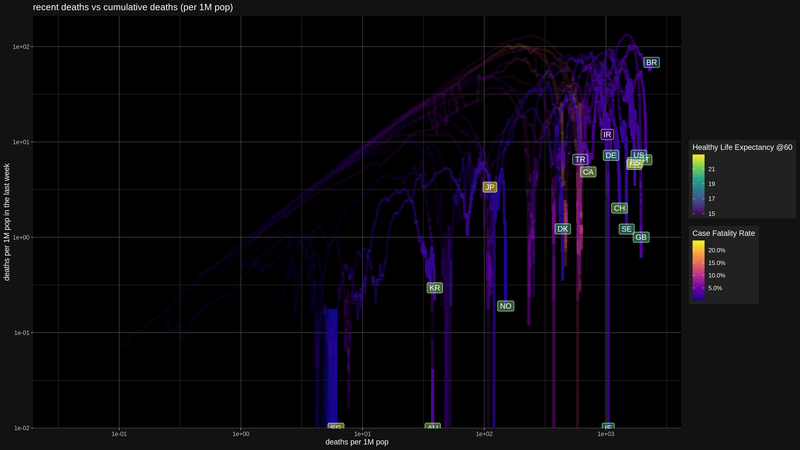 recent deaths vs cumulative deaths (per 1M pop)
1e+02
1e+01
1e+00
1e-01
1e-02
deaths per 1M pop in the last week
BR
IR
TR
DE
US
ES
CA
JP
CH
DK
SE
GB
KR
NO
SG
AU
IE
1e-01
1e+00
1e+01
1e+02
1e+03
deaths per 1M pop
Healthy Life Expectancy @60
21
19
17
15
Case Fatality Rate
20.0%
15.0%
10.0%
5.0%